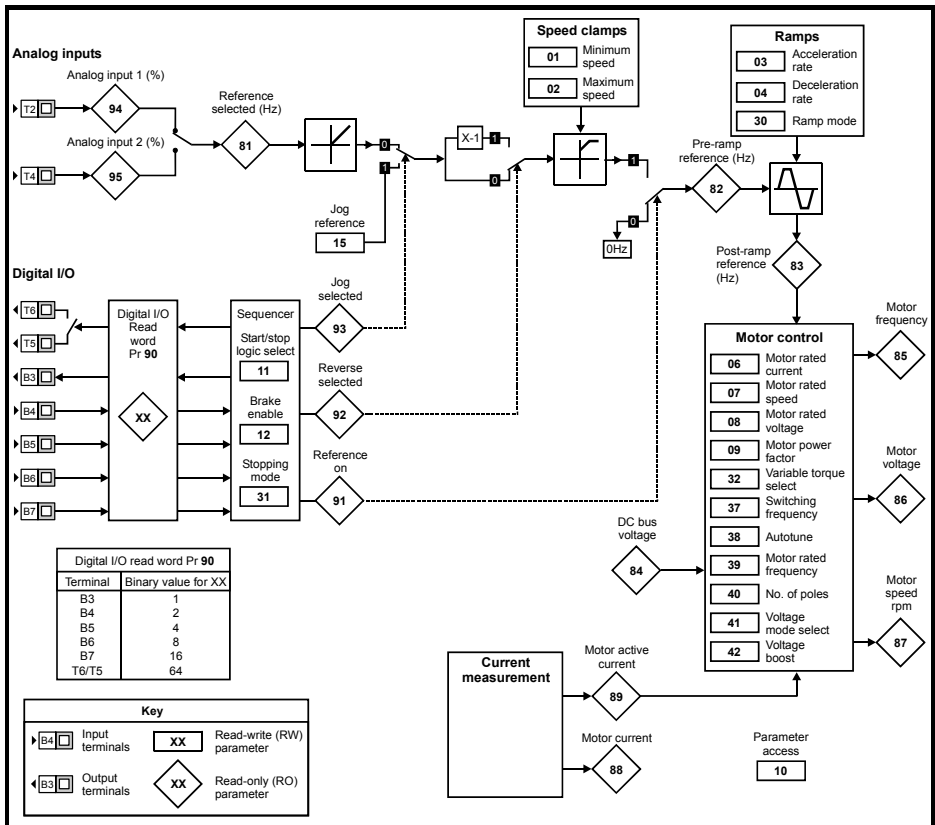 Analog inputs
Analog input 1 (%)
T2
94
Analog input 2 (%)
T4
95
Reference
selected (Hz)
81
0
1
Jog
reference
15
X-1
1
0
Speed clamps
01
Minimum
speed
02
Maximum
speed
1
0
0Hz
Pre-ramp
reference (Hz)
82
Ramps
03
Acceleration
rate
04
Deceleration
rate
30
Ramp mode
Post-ramp
reference
(Hz)
83
Digital I/O
T6
T5
B3
B4
B5
B6
B7
Digital I/O
Read
word
Pr 90
XX
Sequencer
Start/stop
logic select
11
Brake
enable
12
Stopping
mode
31
Jog
selected
93
Reverse
selected
92
Reference
on
91
Motor control
06 Motor rated
current
07 Motor rated
speed
08 Motor rated
voltage
09 Motor power
factor
32 Variable torque
select
37 Switching
frequency
38 Autotune
39 Motor rated
frequency
40 No. of poles
41 Voltage
mode select
42 Voltage
boost
Motor
frequency
85
Motor
voltage
86
Motor
speed
rpm
87
DC bus
voltage
84
Digital I/O read word Pr 90
Terminal Binary value for XX
B3 1
B4 2
B5 4
B6 8
B7 16
T6/T5 64
Current
measurement
Motor active
current
89
Motor current
88
Parameter
access
10
Key
B4 Input
terminals
XX Read-write (RW)
parameter
B3 Output
terminals
XX Read-only (RO)
parameter